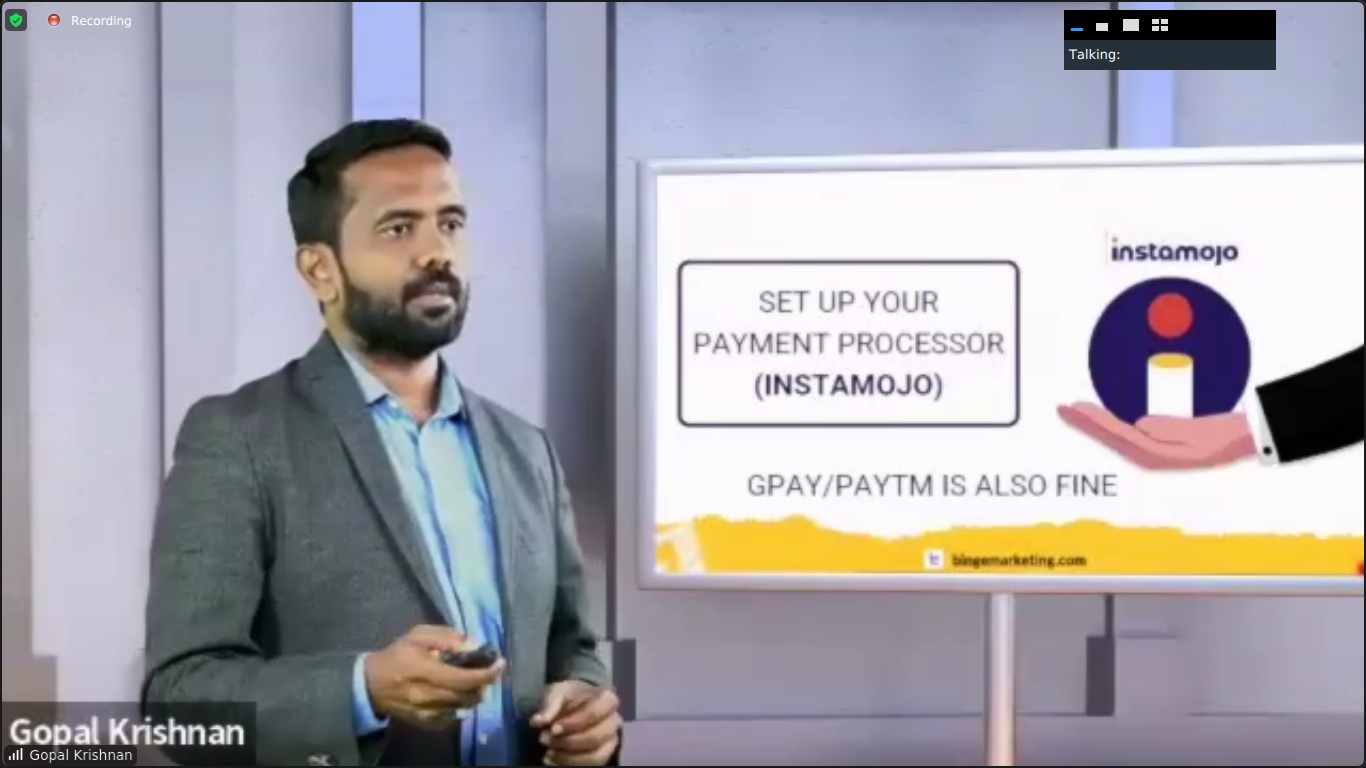 Recording
Talking:
instamojo
SET UP YOUR
PAYMENT PROCESSOR
(INSTAMOJO)
GPAY/PAYTM IS ALSO FINE
bingemarketing.com
Gopal Krishnan
Gopal Krishnan